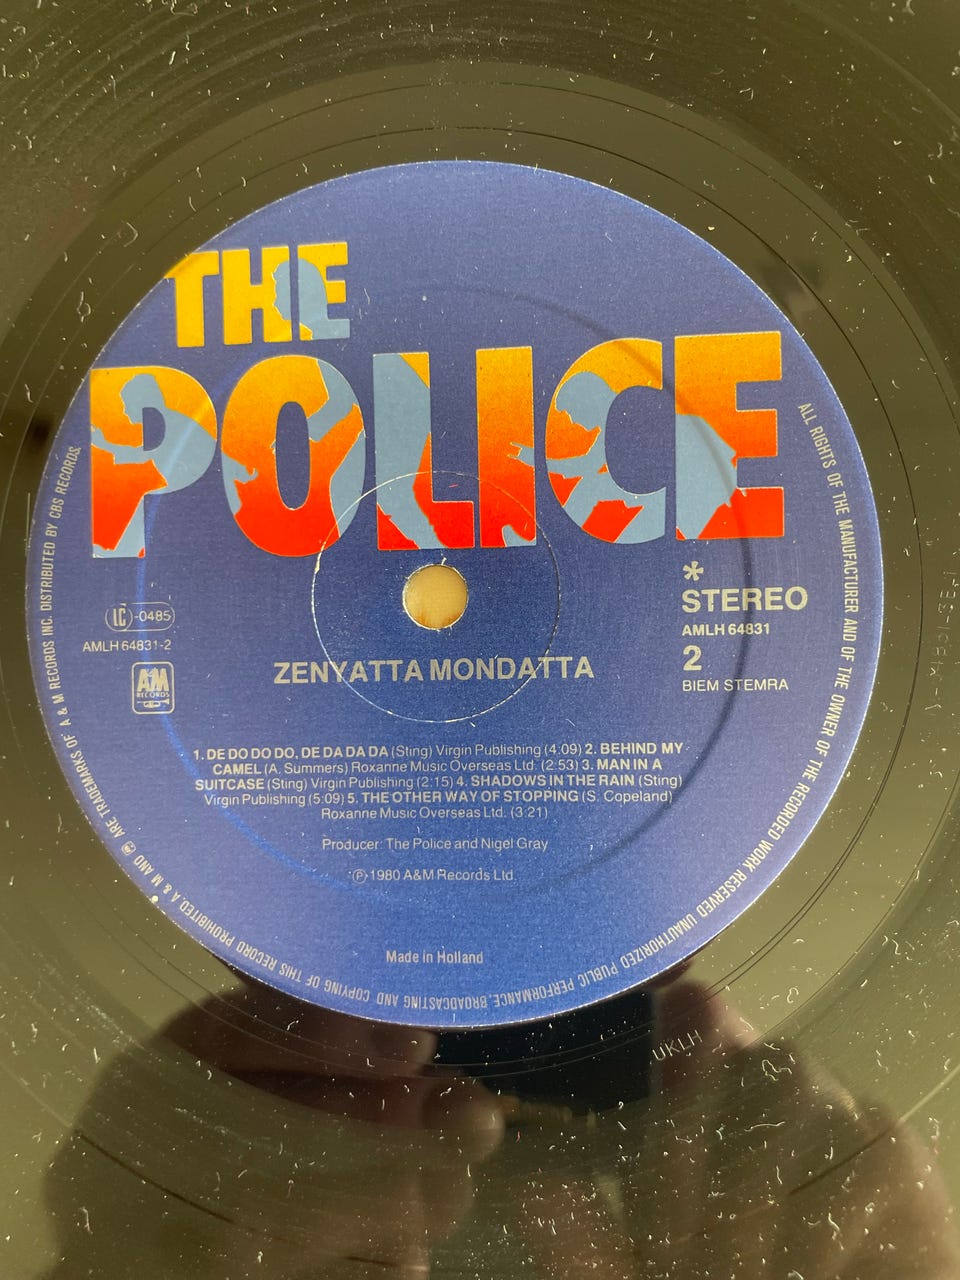 THE
POLICE
*
STEREO
AMLH 64831
2
BIEM STEMRA
LC -0485
AMLH 64831-2
A&M
RECORDS
ZENYATTA MONDATTA
1. DE DO DO DO, DE DA DA DA (Sting) Virgin Publishing (4:09) 2. BEHIND MY
CAMEL (A. Summers) Roxanne Music Overseas Ltd. (2:53) 3. MAN IN A
SUITCASE (Sting) Virgin Publishing (2:15) 4. SHADOWS IN THE RAIN (Sting)
Virgin Publishing (5:09) 5. THE OTHER WAY OF STOPPING (S. Copeland)
Roxanne Music Overseas Ltd. (3:21)
Producer: The Police and Nigel Gray
℗ 1980 A&M Records Ltd.
Made in Holland
ALL RIGHTS OF THE MANUFACTURER AND OF THE OWNER OF THE RECORDED WORK RESERVED UNAUTHORIZED PUBLIC PERFORMANCE, BROADCASTING AND COPYING OF THIS RECORD PROHIBITED. A & M AND A&M ARE TRADEMARKS OF A & M RECORDS INC. DISTRIBUTED BY CBS RECORDS.
UKLH